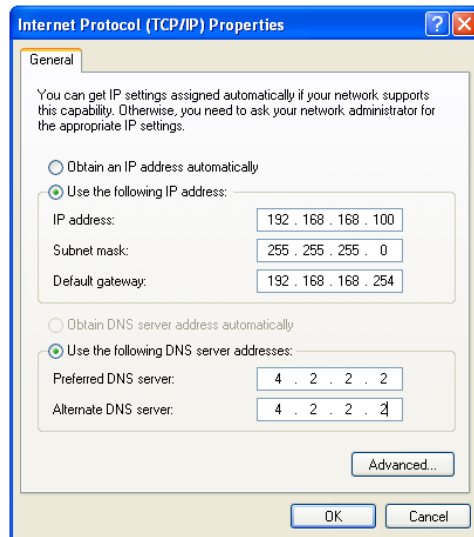 Internet Protocol (TCP/IP) Properties
General
You can get IP settings assigned automatically if your network supports
this capability. Otherwise, you need to ask your network administrator for
the appropriate IP settings.
Obtain an IP address automatically
Use the following IP address:
IP address: 192 . 168 . 168 . 100
Subnet mask: 255 . 255 . 255 . 0
Default gateway: 192 . 168 . 168 . 254
Obtain DNS server address automatically
Use the following DNS server addresses:
Preferred DNS server: 4 . 2 . 2 . 2
Alternate DNS server: 4 . 2 . 2 . 2
Advanced...
OK Cancel